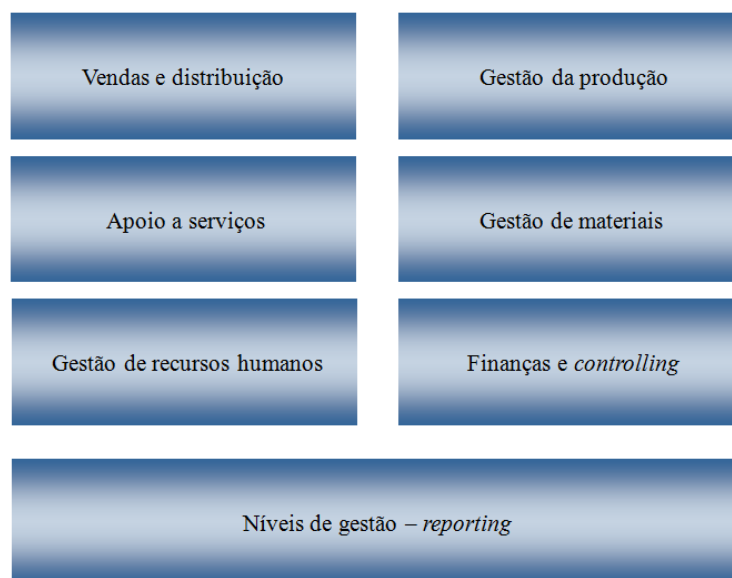 Vendas e distribuição
Gestão da produção
Apoio a serviços
Gestão de materiais
Gestão de recursos humanos
Finanças e controlling
Níveis de gestão – reporting